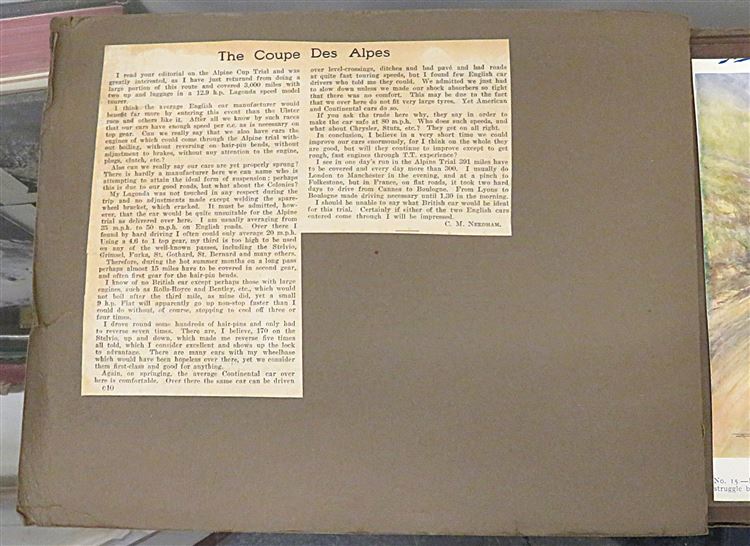 The Coupe Des Alpes
I read your editorial on the Alpine Cup Trial and was
greatly interested, as I have just returned from doing a
large portion of this route and covered 3,000 miles with
two up and luggage in a 12.9 h.p. Lagonda speed model
tourer.
I think the average English car manufacturer would
benefit far more by entering this event than the Ulster
race and others like it. After all we know by such races
that our cars have enough speed per c.c. as is necessary on
top gear. Can we really say that we also have cars the
engines of which could come through the Alpine trial with-
out boiling, without reversing on hair-pin bends, without
adjustment to brakes, without any attention to the engine,
plugs, clutch, etc.?
Also can we really say our cars are yet properly sprung?
There is hardly a manufacturer here we can name who is
attempting to attain the ideal form of suspension; perhaps
this is due to our good roads, but what about the Colonies?
My Lagonda was not touched in any respect during the
trip and no adjustments made except welding the spare-
wheel bracket, which cracked. It must be admitted, how-
ever, that the car would be quite unsuitable for the Alpine
trial as delivered over here. I am usually averaging from
35 m.p.h. to 50 m.p.h. on English roads. Over there I
found by hard driving I often could only average 20 m.p.h.
Using a 4.6 to 1 top gear, my third is too high to be used
on any of the well-known passes, including the Stelvio,
Grimsel, Furka, St. Gothard, St. Bernard and many others.
Therefore, during the hot summer months on a long pass
perhaps almost 15 miles have to be covered in second gear,
and often first gear for the hair-pin bends.
I know of no British car except perhaps those with large
engines, such as Rolls-Royce and Bentley, etc., which would
not boil after the third mile, as mine did, yet a small
9 h.p. Fiat will apparently go up non-stop faster than I
could do without, of course, stopping to cool off three or
four times.
I drove round some hundreds of hair-pins and only had
to reverse seven times. There are, I believe, 170 on the
Stelvio, up and down, which made me reverse five times
all told, which I consider excellent and shows up the lock
to advantage. There are many cars with my wheelbase
which would have been hopeless over there, yet we consider
them first-class and good for anything.
Again, on springing, the average Continental car over
here is comfortable. Over there the same car can be driven
c10
over level-crossings, ditches and bad pavé and bad roads
at quite fast touring speeds, but I found few English car
drivers who told me they could. We admitted we just had
to slow down unless we made our shock absorbers so tight
that there was no comfort. This may be due to the fact
that we over here do not fit very large tyres. Yet American
and Continental cars do so.
If you ask the trade here why, they say in order to
make the car safe at 80 m.p.h. Who does such speeds, and
what about Chrysler, Stutz, etc.? They get on all right.
In conclusion, I believe in a very short time we could
improve our cars enormously, for I think on the whole they
are good, but will they continue to improve except to get
rough, fast engines through T.T. experience?
I see in one day's run in the Alpine Trial 391 miles have
to be covered and every day more than 300. I usually do
London to Manchester in the evening, and at a pinch to
Folkestone, but in France, on flat roads, it took two hard
days to drive from Cannes to Boulogne. From Lyons to
Boulogne made driving necessary until 1.30 in the morning.
I should be unable to say what British car would be ideal
for this trial. Certainly if either of the two English cars
entered come through I will be impressed.
C. M. Needham.
No. 15—
struggle b